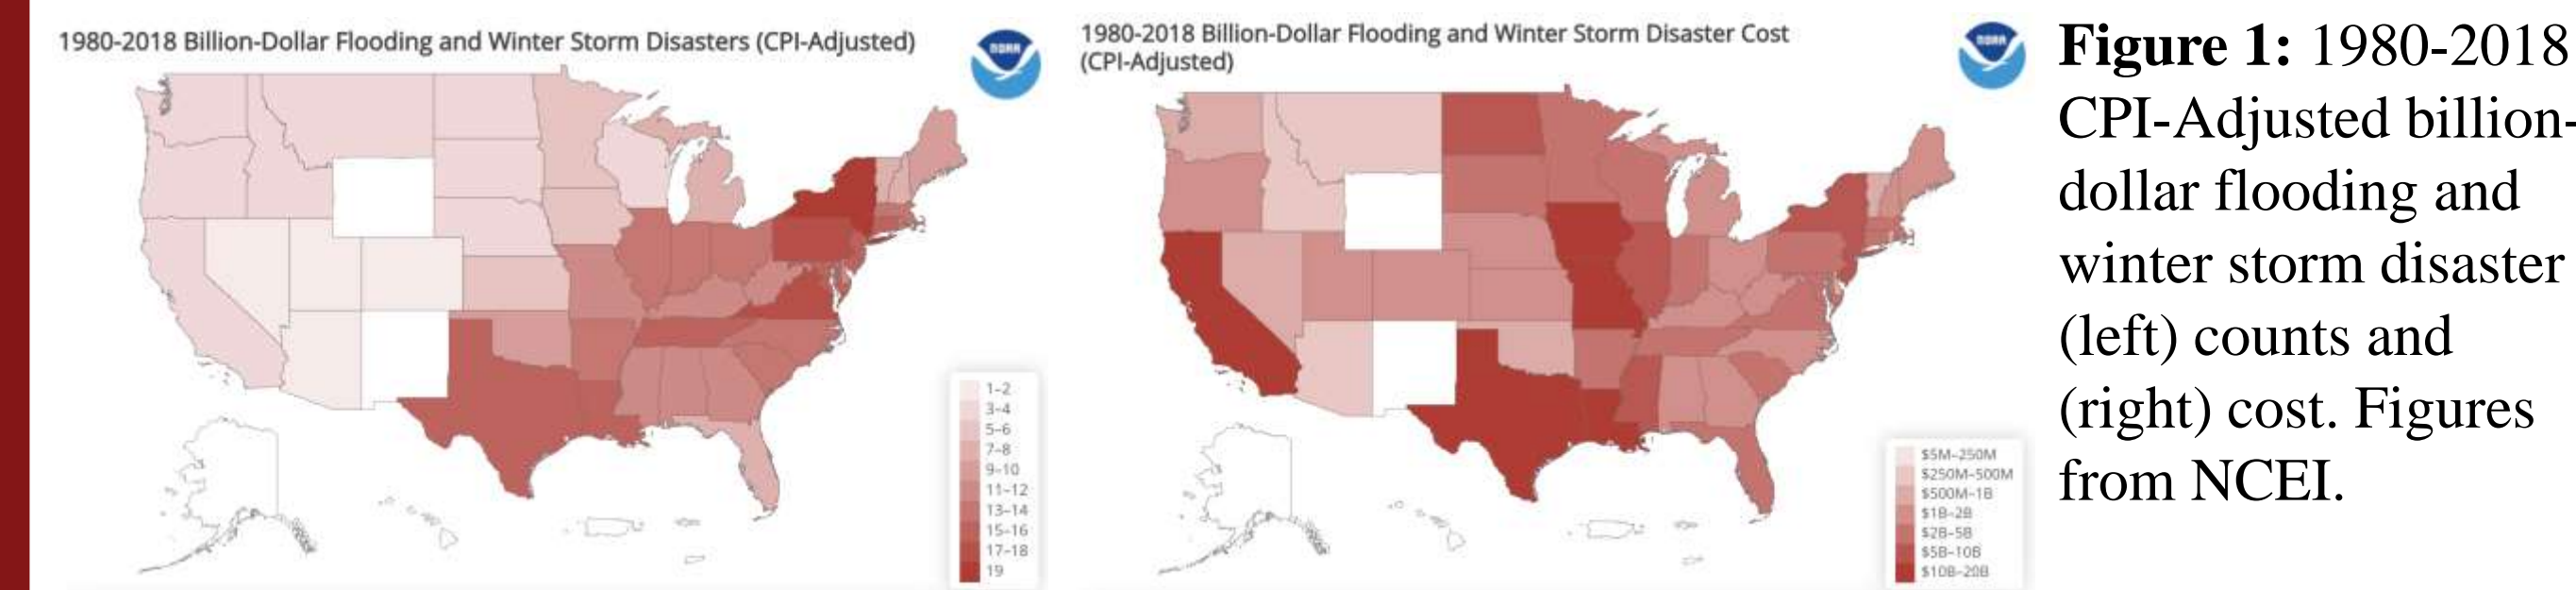 1980-2018 Billion-Dollar Flooding and Winter Storm Disasters (CPI-Adjusted)
NOAA
1-2
3-4
5-6
7-8
9-10
11-12
13-14
15-16
17-18
19
1980-2018 Billion-Dollar Flooding and Winter Storm Disaster Cost
(CPI-Adjusted)
NOAA
$5M-250M
$250M-500M
$500M-1B
$1B-2B
$2B-5B
$5B-10B
$10B-20B
Figure 1: 1980-2018
CPI-Adjusted billion-
dollar flooding and
winter storm disaster
(left) counts and
(right) cost. Figures
from NCEI.